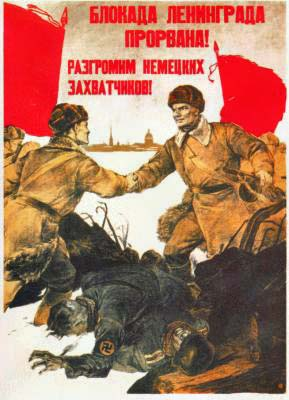 БЛОКАДА ЛЕНИНГРАДА
ПРОРВАНА!
РАЗГРОМИМ НЕМЕЦКИХ
ЗАХВАТЧИКОВ!